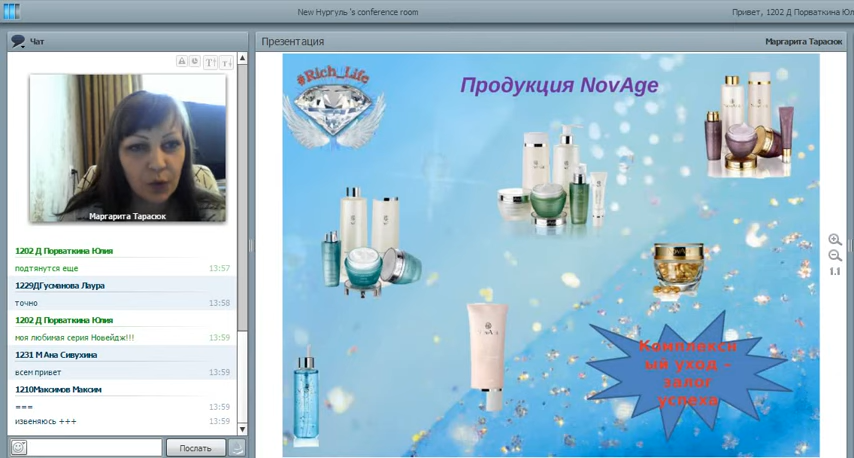 New Нургуль 's conference room
Привет, 1202 Д Порваткина Юл
Чат
Маргарита Тарасюк
1202 Д Порваткина Юлия
подтянутся еще 13:57
1229ДГусманова Лаура
точно 13:58
1202 Д Порваткина Юлия
моя любимая серия Новейдж!!! 13:59
1231 М Ана Сивухина
всем привет 13:59
1210Максимов Максим
=== 13:59
извеняюсь +++ 13:59
Послать
Презентация
Маргарита Тарасюк
#Rich_Life
Продукция NovAge
Комплексн
ый уход –
залог
успеха
1.1